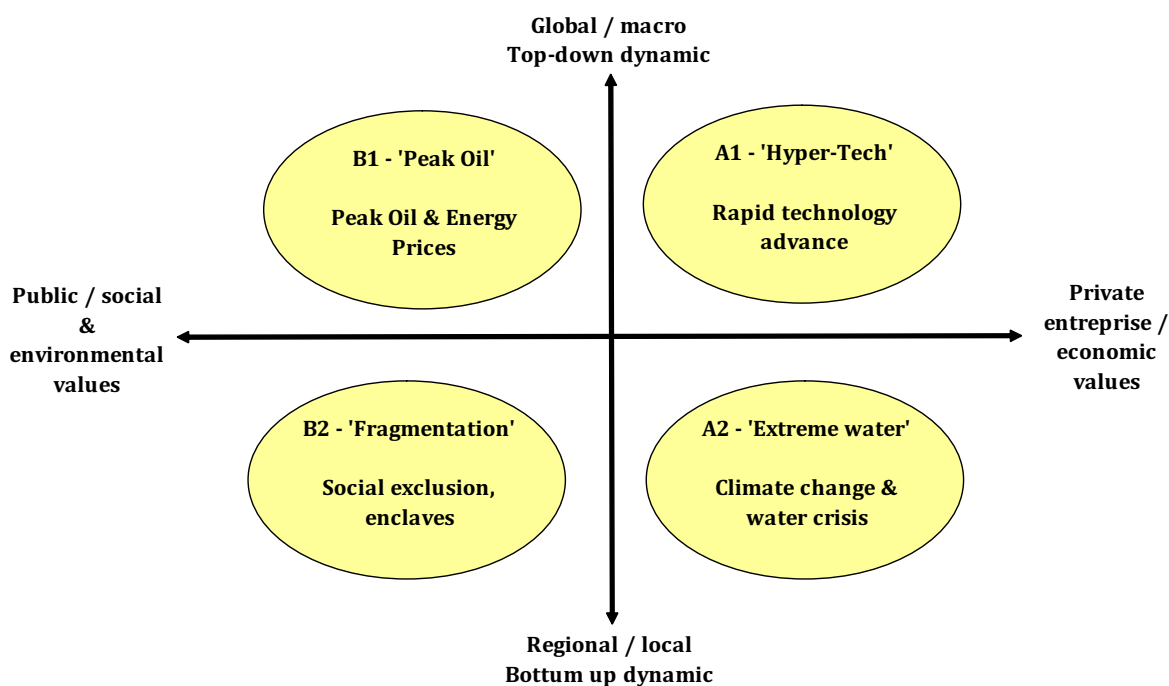 Global / macro
Top-down dynamic
B1 - 'Peak Oil'
Peak Oil & Energy
Prices
A1 - 'Hyper-Tech'
Rapid technology
advance
Public / social
&
environmental
values
Private
entreprise /
economic
values
B2 - 'Fragmentation'
Social exclusion,
enclaves
A2 - 'Extreme water'
Climate change &
water crisis
Regional / local
Bottum up dynamic